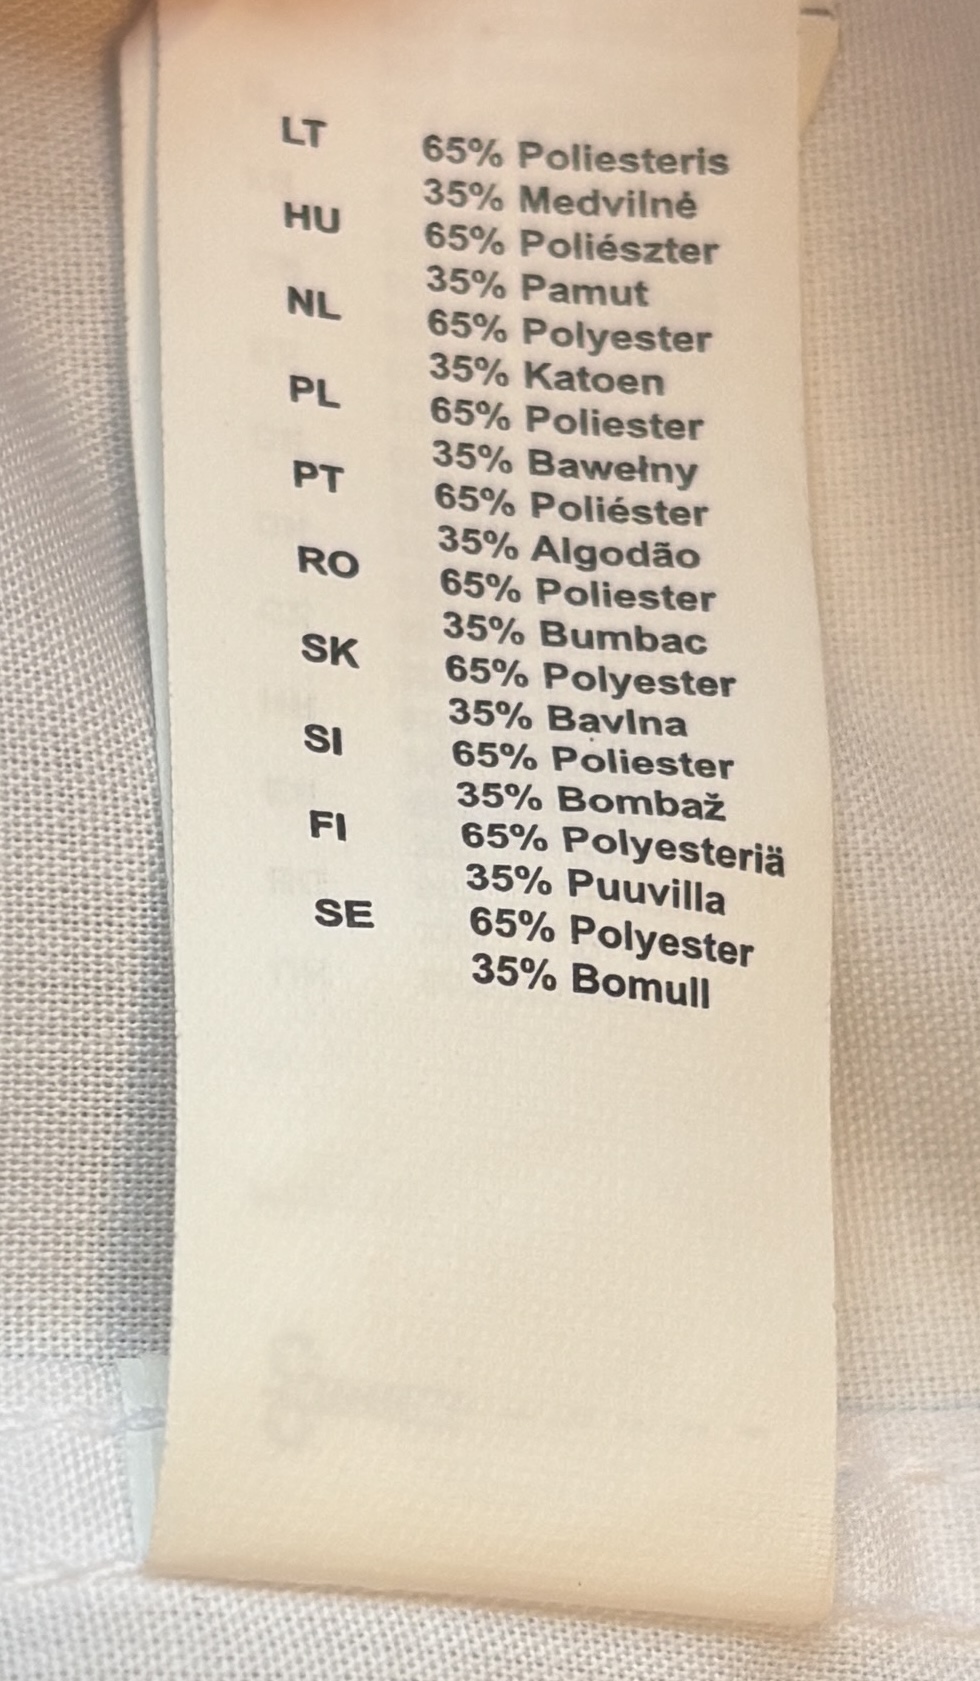 LT 65% Poliesteris
35% Medvilnė
HU 65% Poliészter
35% Pamut
NL 65% Polyester
35% Katoen
PL 65% Poliester
35% Bawełny
PT 65% Poliéster
35% Algodão
RO 65% Poliester
35% Bumbac
SK 65% Polyester
35% Bavlna
SI 65% Poliester
35% Bombaž
FI 65% Polyesteriä
35% Puuvilla
SE 65% Polyester
35% Bomull